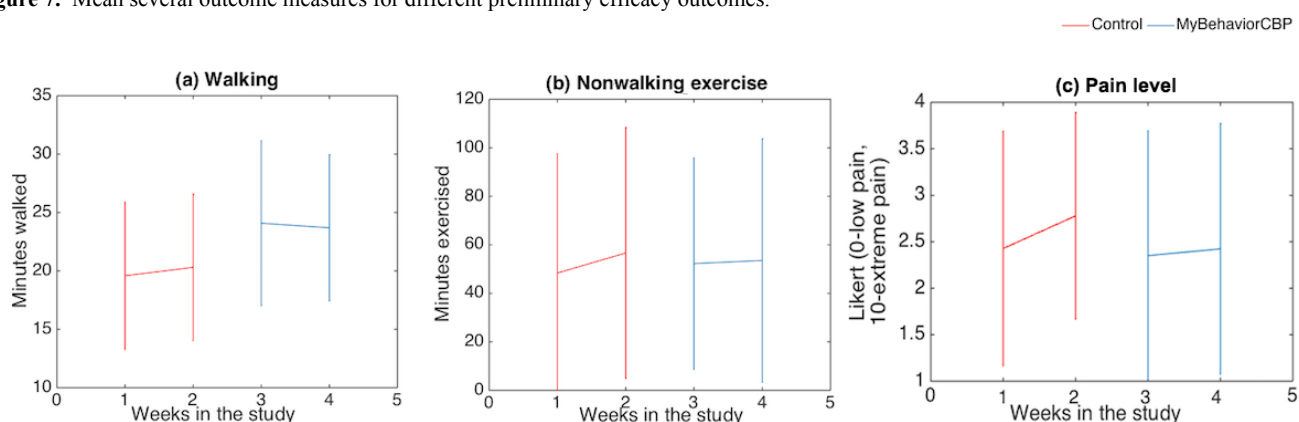 gure 7. Mean several outcome measures for different preliminary efficacy outcomes.
Control MyBehaviorCBP
(a) Walking
Minutes walked
35
30
25
20
15
10
0 1 2 3 4 5
Weeks in the study
(b) Nonwalking exercise
Minutes exercised
120
100
80
60
40
20
0
0 1 2 3 4 5
Weeks in the study
(c) Pain level
Likert (0-low pain,
10-extreme pain)
4
3.5
3
2.5
2
1.5
1
0 1 2 3 4 5
Weeks in the study